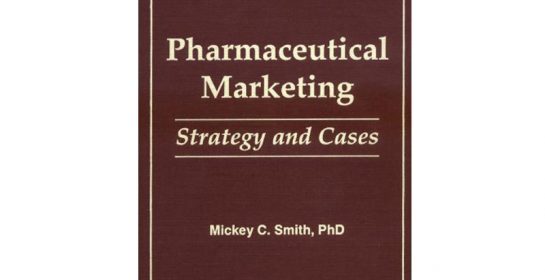 Pharmaceutical
Marketing
Strategy and Cases
Mickey C. Smith, PhD